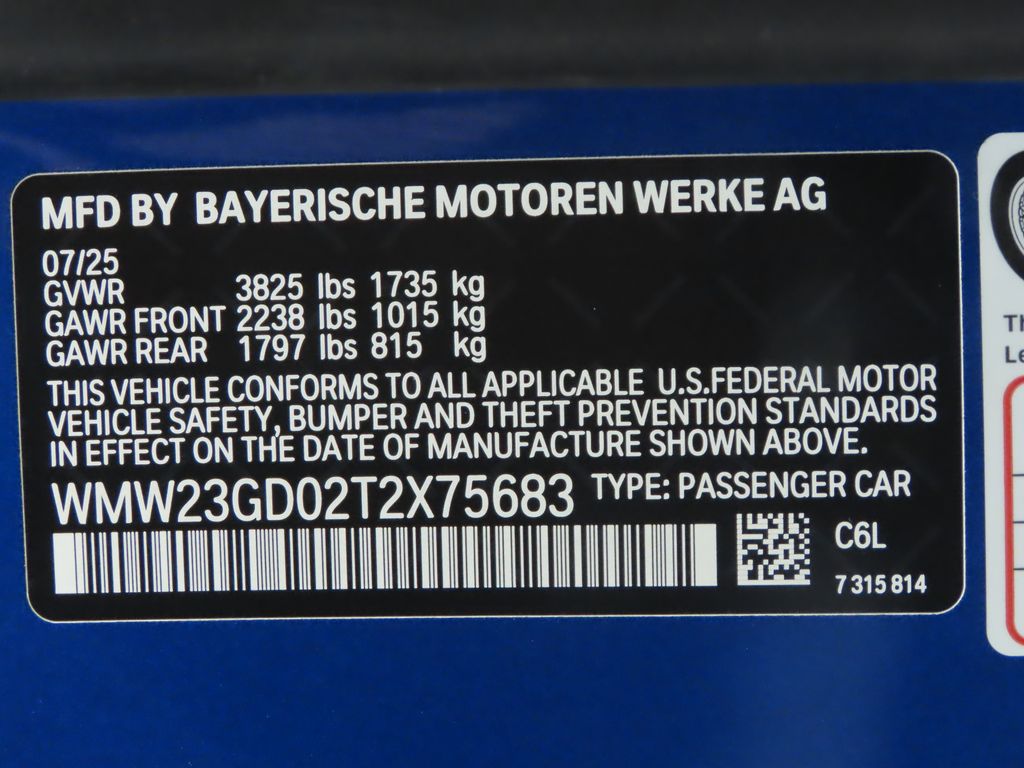 MFD BY BAYERISCHE MOTOREN WERKE AG
07/25
GVWR 3825 lbs 1735 kg
GAWR FRONT 2238 lbs 1015 kg
GAWR REAR 1797 lbs 815 kg
THIS VEHICLE CONFORMS TO ALL APPLICABLE U.S.FEDERAL MOTOR
VEHICLE SAFETY, BUMPER AND THEFT PREVENTION STANDARDS
IN EFFECT ON THE DATE OF MANUFACTURE SHOWN ABOVE.
WMW23GD02T2X75683 TYPE: PASSENGER CAR
C6L
7 315 814